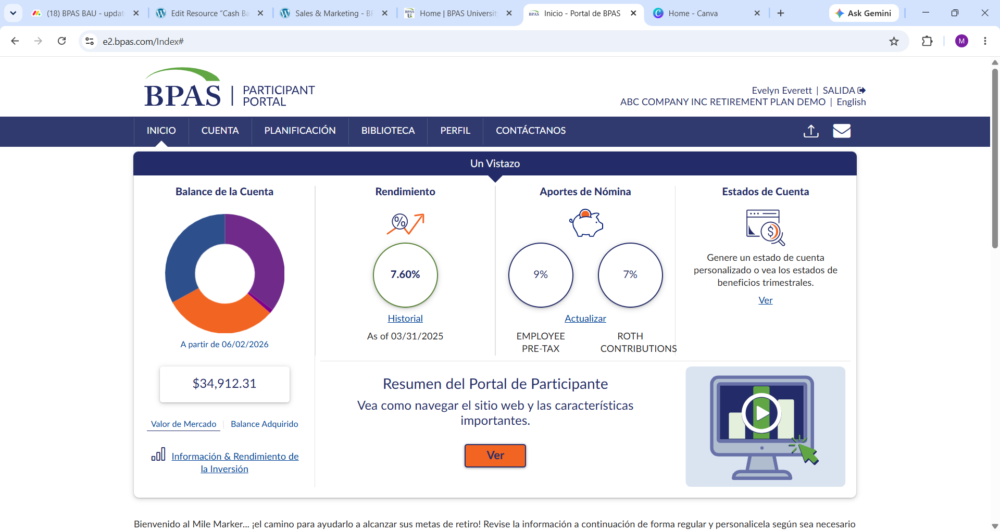 (18) BPAS BAU - updat
Edit Resource “Cash Ba
Sales & Marketing - BP
Home | BPAS University
Inicio - Portal de BPAS
Home - Canva
Ask Gemini
e2.bpas.com/Index#
M
BPAS | PARTICIPANT PORTAL
Evelyn Everett | SALIDA
ABC COMPANY INC RETIREMENT PLAN DEMO | English
INICIO
CUENTA
PLANIFICACIÓN
BIBLIOTECA
PERFIL
CONTÁCTANOS
Un Vistazo
Balance de la Cuenta
A partir de 06/02/2026
$34,912.31
Valor de Mercado | Balance Adquirido
Información & Rendimiento de
la Inversión
Rendimiento
%
7.60%
Historial
As of 03/31/2025
Aportes de Nómina
9%
7%
Actualizar
EMPLOYEE
PRE-TAX
ROTH
CONTRIBUTIONS
Estados de Cuenta
$
Genere un estado de cuenta
personalizado o vea los estados de
beneficios trimestrales.
Ver
Resumen del Portal de Participante
Vea como navegar el sitio web y las características
importantes.
Ver
Bienvenido al Mile Marker... ¡el camino para ayudarlo a alcanzar sus metas de retiro! Revise la información a continuación de forma regular y personalicela según sea necesario